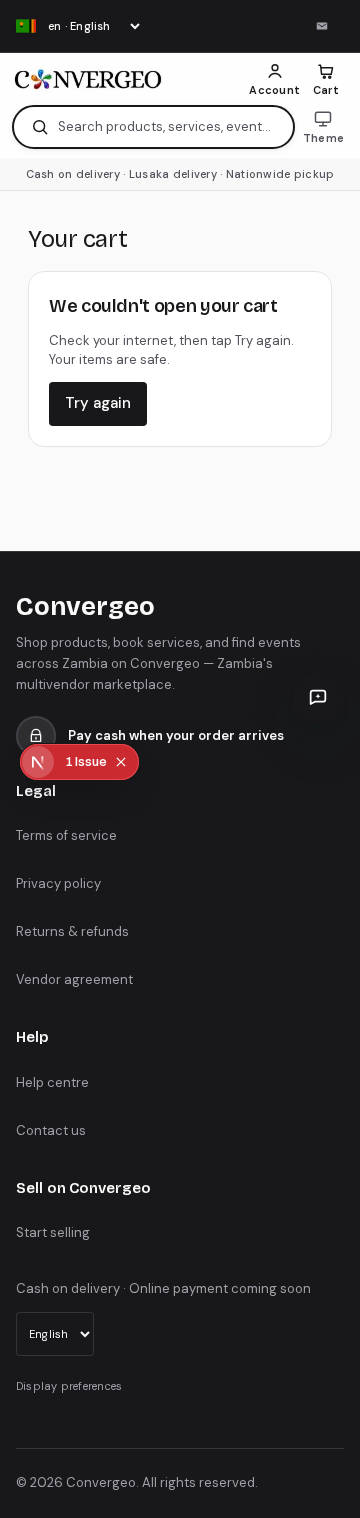 en · English
CONVERGEO
Account
Cart
Search products, services, event...
Theme
Cash on delivery · Lusaka delivery · Nationwide pickup
Your cart
We couldn't open your cart
Check your internet, then tap Try again.
Your items are safe.
Try again
Convergeo
Shop products, book services, and find events
across Zambia on Convergeo — Zambia's
multivendor marketplace.
Pay cash when your order arrives
N 1 Issue
Legal
Terms of service
Privacy policy
Returns & refunds
Vendor agreement
Help
Help centre
Contact us
Sell on Convergeo
Start selling
Cash on delivery · Online payment coming soon
English
Display preferences
© 2026 Convergeo. All rights reserved.